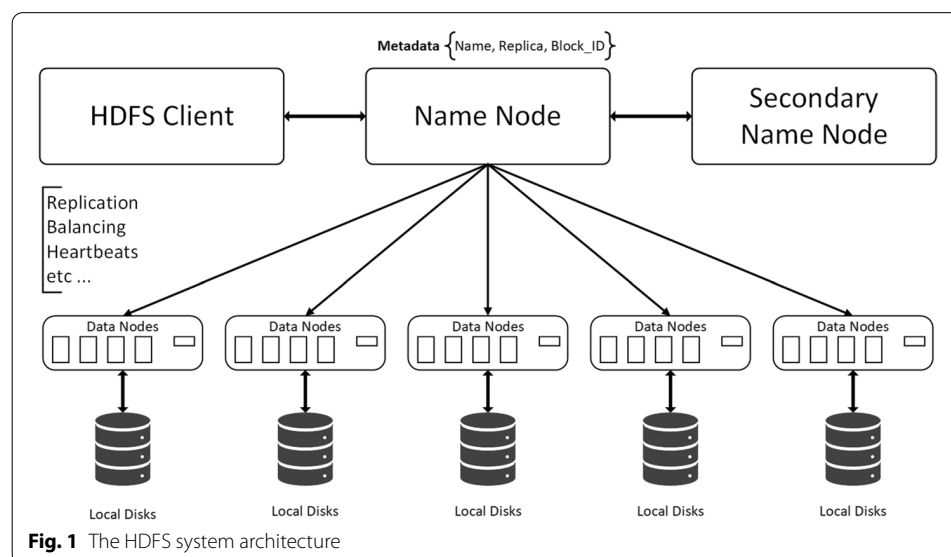 Metadata {Name, Replica, Block_ID}
HDFS Client
Name Node
Secondary
Name Node
Replication
Balancing
Heartbeats
etc ...
Data Nodes
Data Nodes
Data Nodes
Data Nodes
Data Nodes
Local Disks
Local Disks
Local Disks
Local Disks
Local Disks
Fig. 1 The HDFS system architecture